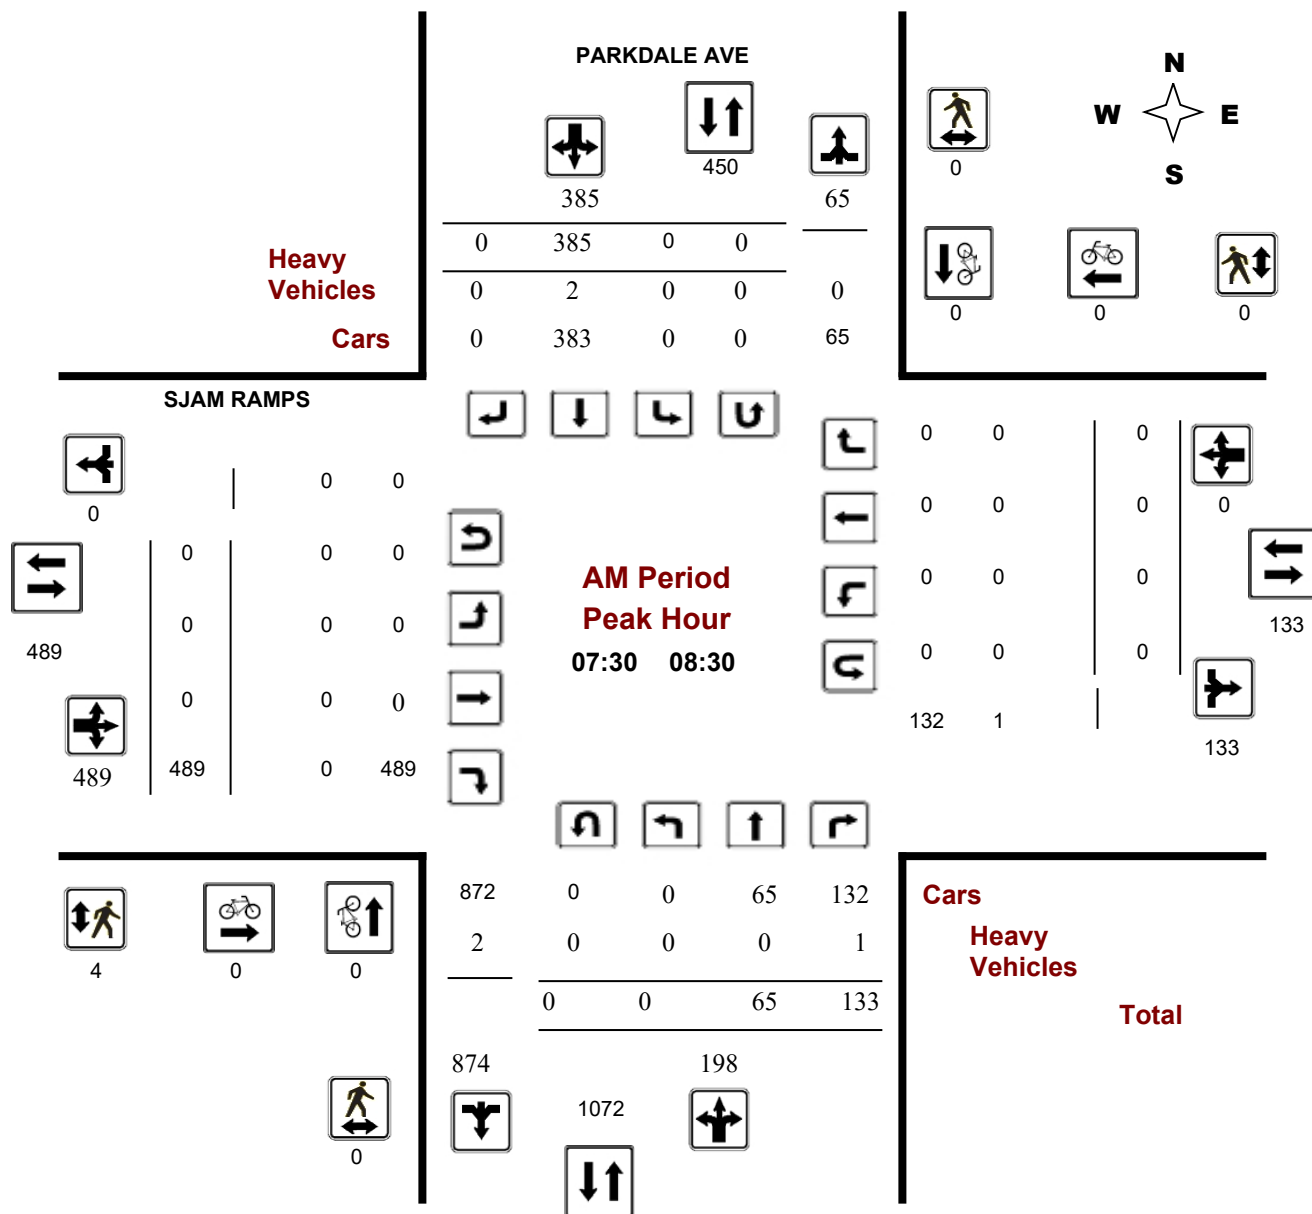 PARKDALE AVE
N
W E
S
450
0
385 65
0 385 0 0
Heavy
Vehicles
0 2 0 0 0
Cars
0 383 0 0 65
0 0 0
SJAM RAMPS
0 0 0
0 0
0
0 0 0 0
0 0 0
0 0 0
AM Period
Peak Hour
07:30 08:30
0 0 0
489
133
0 0 0
0 0 0
132 1
133
489 489 0 489
872 0 0 65 132
Cars
2 0 0 0 1
Heavy
Vehicles
4 0 0
0 0 65 133
Total
874 198
1072
0